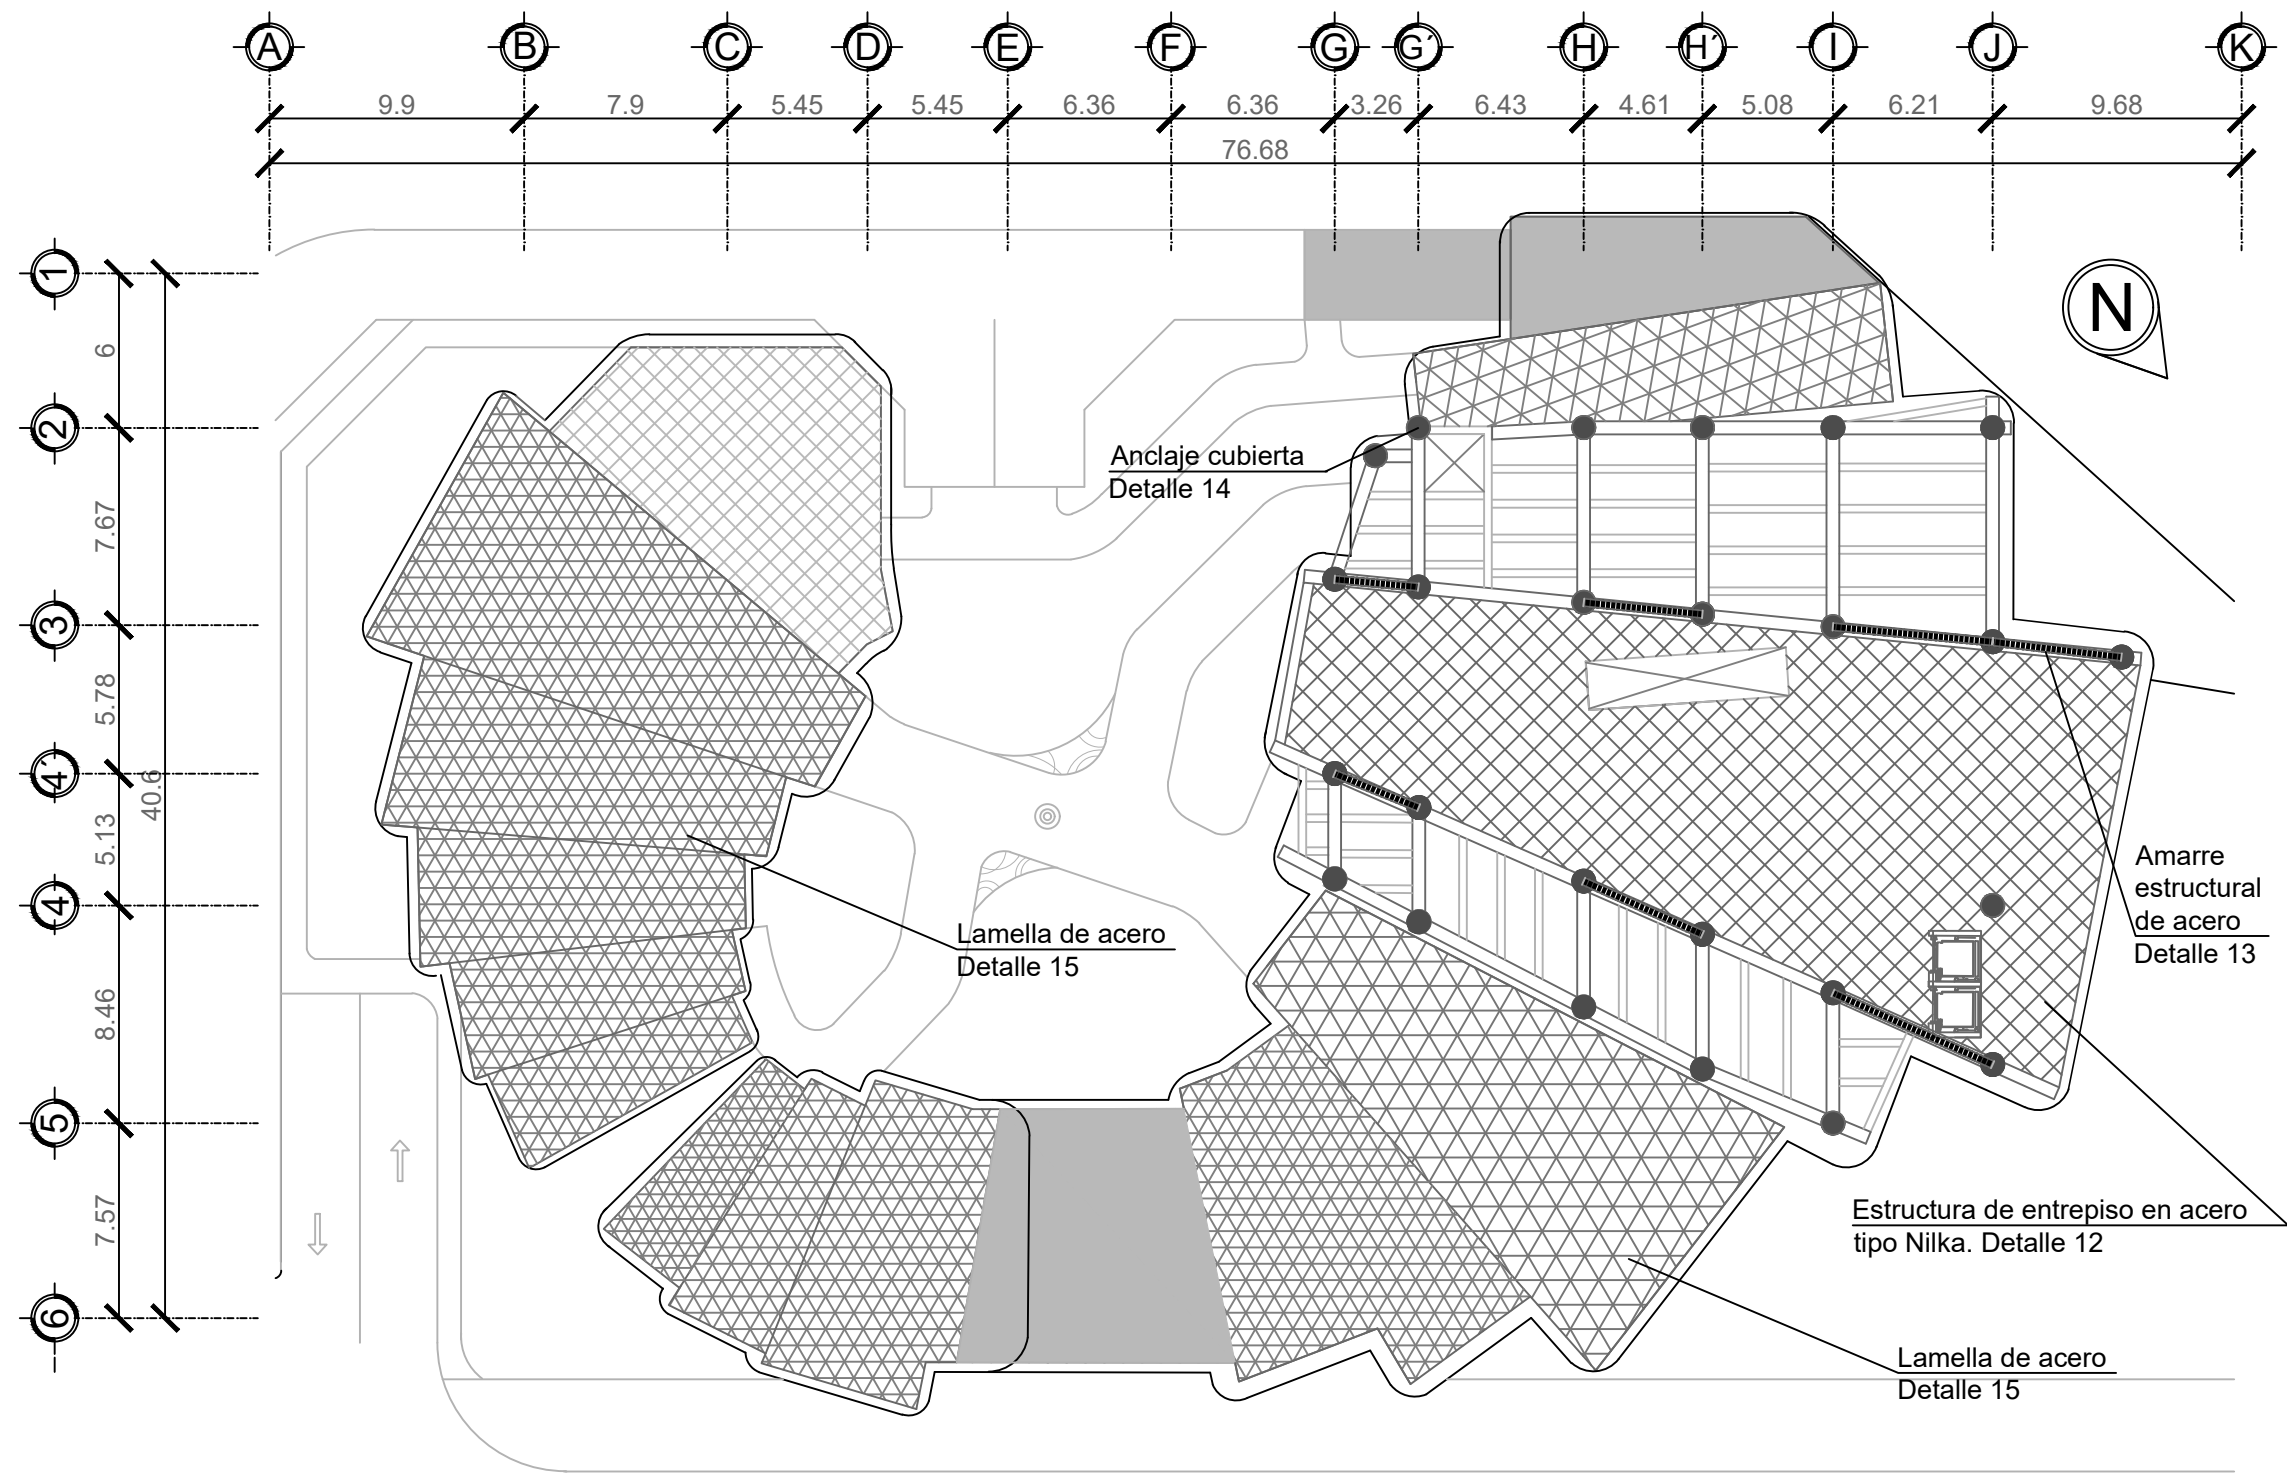 A B C D E F G G´ H H´ I J K
9.9 7.9 5.45 5.45 6.36 6.36 3.26 6.43 4.61 5.08 6.21 9.68
76.68
1
N
6
2
Anclaje cubierta
Detalle 14
7.67
3
5.78
4´
40.6
5.13
4
Amarre
estructural
de acero
Detalle 13
Lamella de acero
Detalle 15
8.46
5
7.57
Estructura de entrepiso en acero
tipo Nilka. Detalle 12
6
Lamella de acero
Detalle 15